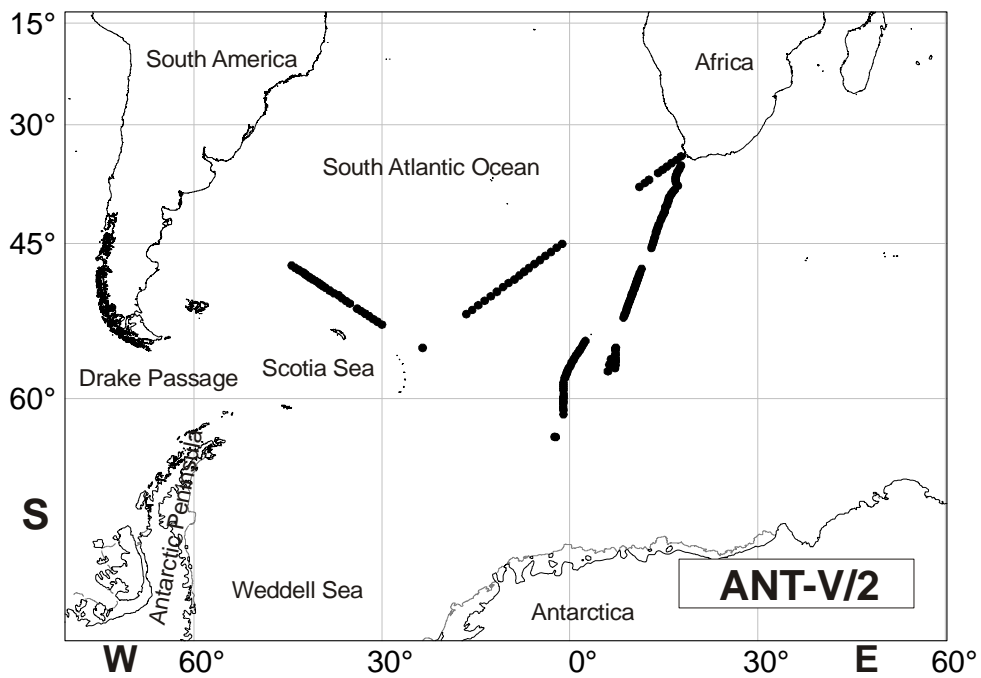 15°
South America
Africa
30°
South Atlantic Ocean
45°
Drake Passage
Scotia Sea
60°
Antarctic Peninsula
S
Weddell Sea
Antarctica
ANT-V/2
W
60°
30°
0°
30°
E
60°